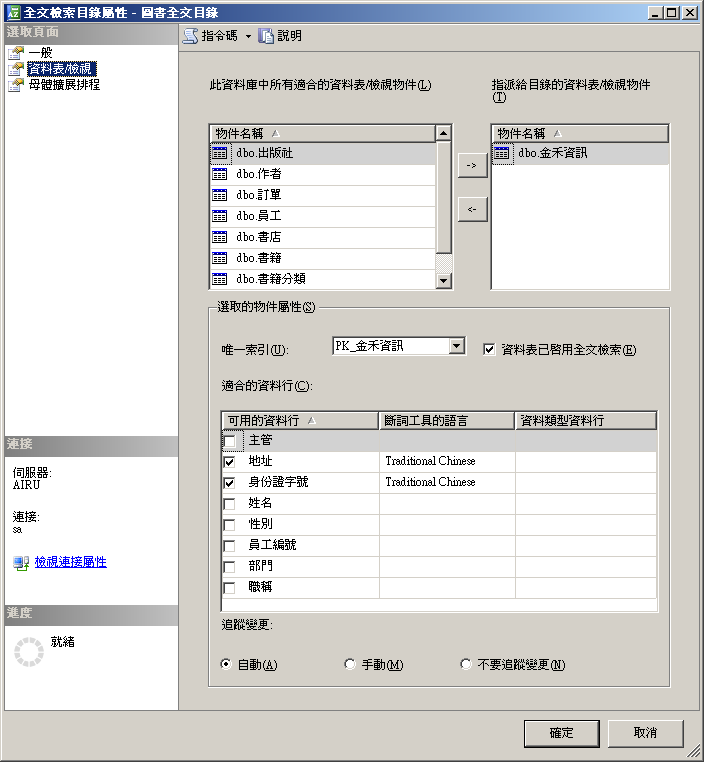 全文檢索目錄屬性 - 圖書全文目錄
選取頁面
一般
資料表/檢視
母體擴展排程
指令碼
說明
此資料庫中所有適合的資料表/檢視物件(L)
指派給目錄的資料表/檢視物件
(T)
物件名稱
dbo.出版社
dbo.作者
dbo.訂單
dbo.員工
dbo.書店
dbo.書籍
dbo.書籍分類
->
<-
物件名稱
dbo.金禾資訊
選取的物件屬性(S)
唯一索引(U):
PK_金禾資訊
資料表已啓用全文檢索(E)
適合的資料行(C):
可用的資料行 斷詞工具的語言 資料類型資料行
主管
地址 Traditional Chinese
身份證字號 Traditional Chinese
姓名
性別
員工編號
部門
職稱
追蹤變更:
自動(A) 手動(M) 不要追蹤變更(N)
連接
伺服器:
AIRU
連接:
sa
檢視連接屬性
進度
就緒
確定 取消